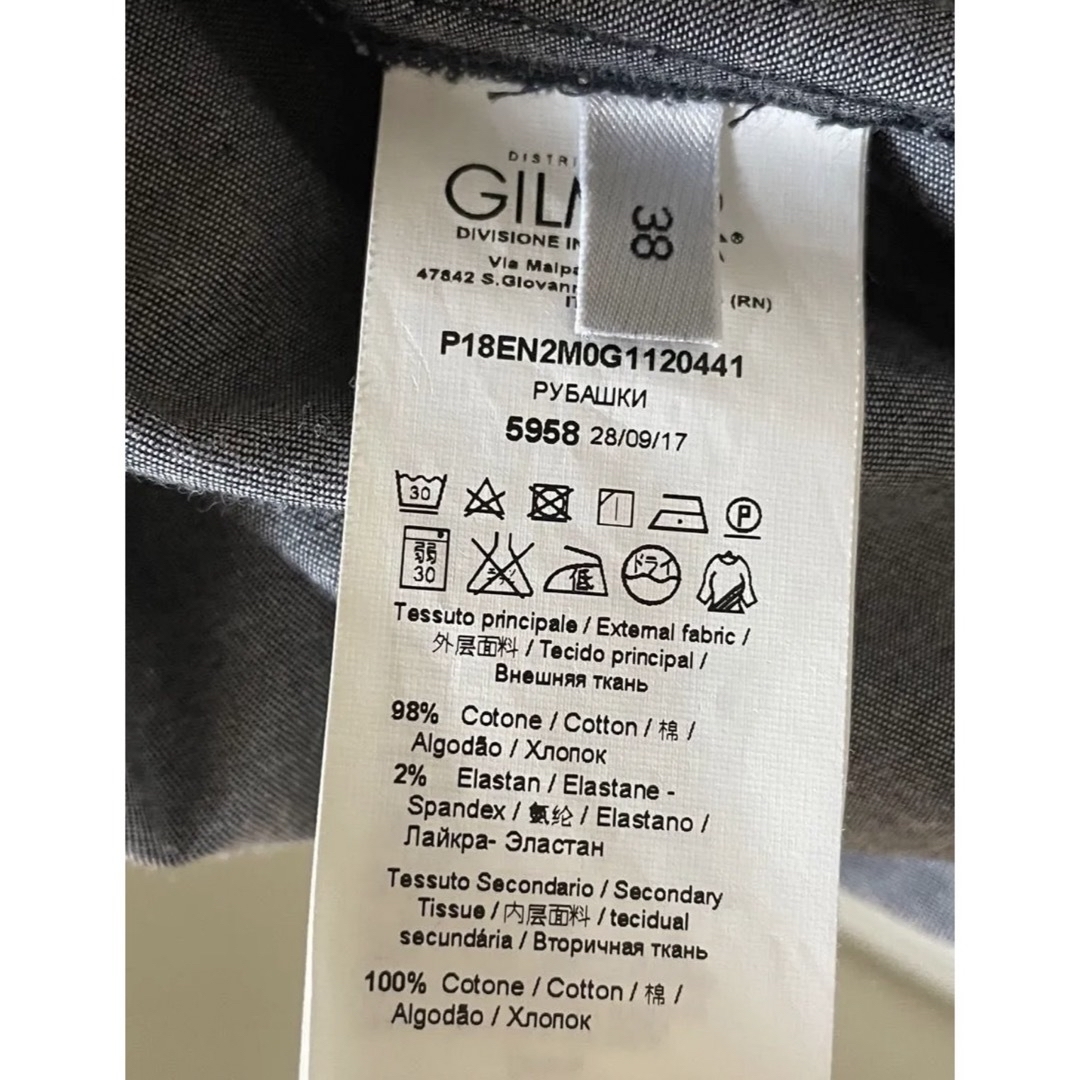 GIL
DIVISIONE
Via
47842 S.Giovann (RN)
38
P18EN2M0G1120441
РУБАШКИ
5958 28/09/17
30
P
弱
30
低
ドライ
Tessuto principale / External fabric /
外层面料 / Tecido principal /
Внешняя ткань
98% Cotone / Cotton / 棉 /
Algodão / Хлопок
2% Elastan / Elastane -
Spandex / 氨纶 / Elastano /
Лайкра- Эластан
Tessuto Secondario / Secondary
Tissue / 内层面料 / tecidual
secundária / Вторичная ткань
100% Cotone / Cotton / 棉 /
Algodão / Хлопок